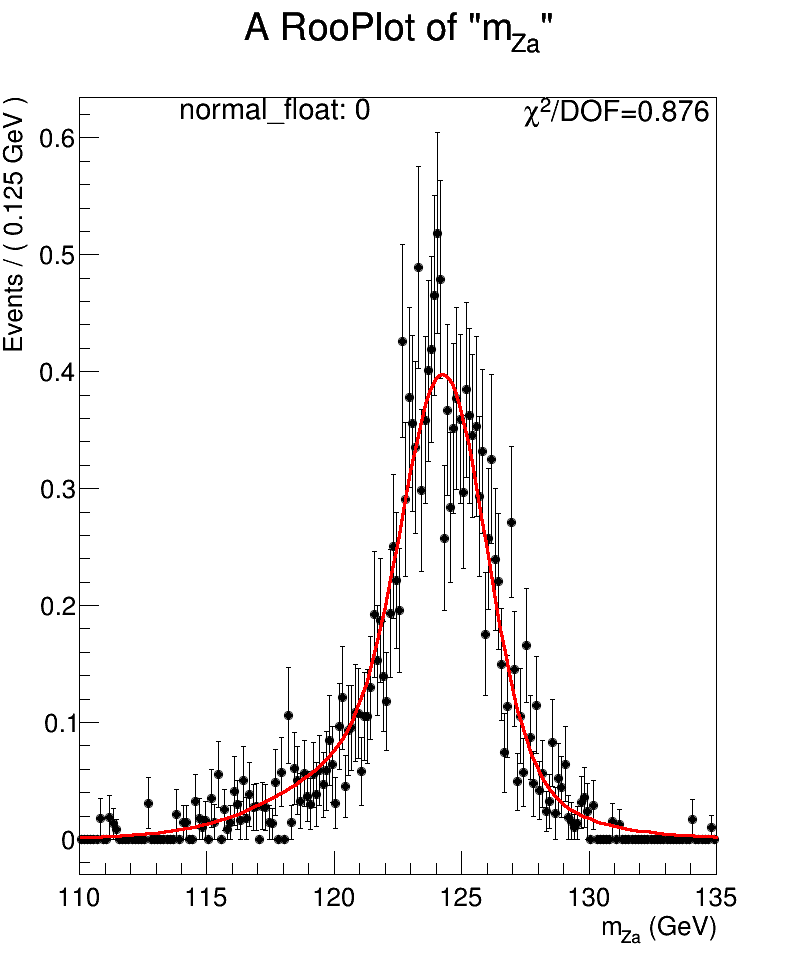 A RooPlot of "m_Za"
normal_float: 0
χ²/DOF=0.876
Events / ( 0.125 GeV )
0.6
0.5
0.4
0.3
0.2
0.1
0
110 115 120 125 130 135
m_Za (GeV)